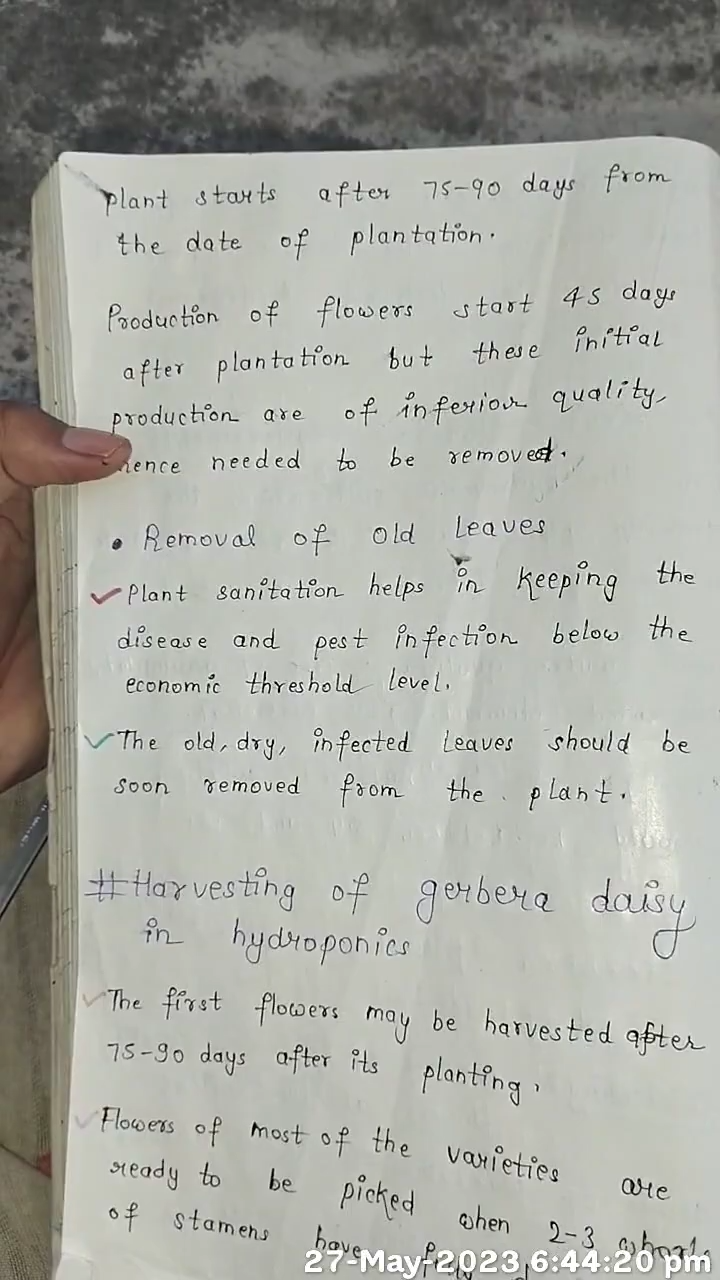 Plant starts after 75-90 days from
the date of plantation.
Production of flowers start 45 days
after plantation but these initial
production are of inferior quality,
hence needed to be removed.
• Removal of old leaves
✓ Plant sanitation helps in keeping the
disease and pest infection below the
economic threshold level.
✓ The old, dry, infected leaves should be
soon removed from the plant.
# Harvesting of gerbera daisy
in hydroponics
✓ The first flowers may be harvested after
75-90 days after its planting,
✓ Flowers of most of the varieties are
ready to be picked when 2-3
of stamens have
27-May-2023 6:44:20 pm